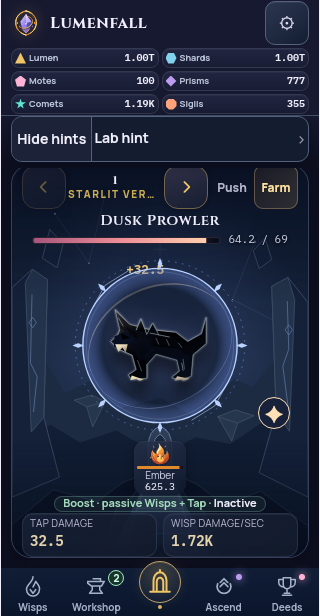 LUMENFALL
Lumen 1.00T
Shards 1.00T
Motes 100
Prisms 777
Comets 1.19K
Sigils 355
Hide hints
Lab hint
1
STARLIT VER…
Push
Farm
DUSK PROWLER
64.2 / 69
+32.5
Ember
625.3
Boost · passive Wisps + Tap · Inactive
TAP DAMAGE
32.5
WISP DAMAGE/SEC
1.72K
2
Wisps
Workshop
Ascend
Deeds